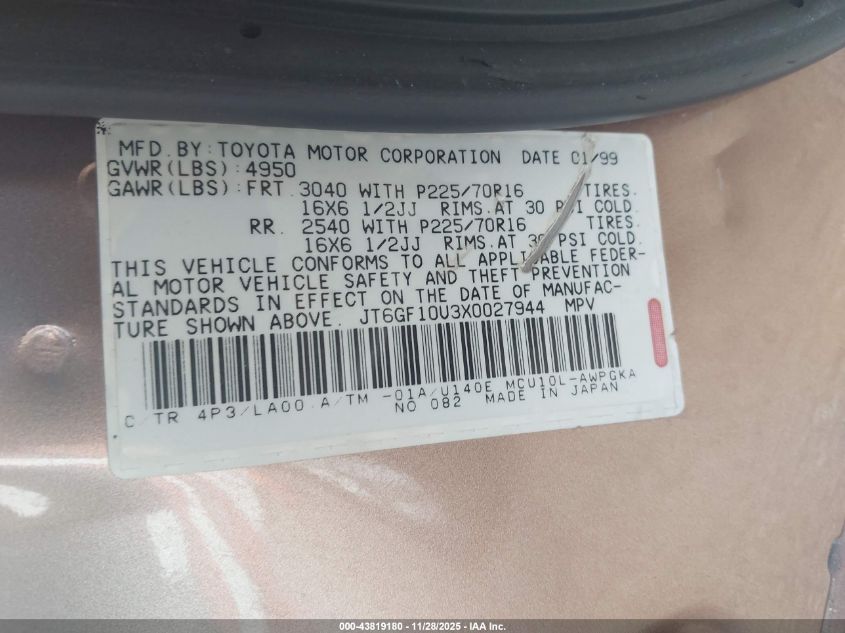 MFD. BY: TOYOTA MOTOR CORPORATION DATE 01/99
GVWR(LBS): 4950
GAWR(LBS): FRT. 3040 WITH P225/70R16 TIRES.
16X6 1/2JJ RIMS.AT 30 PSI COLD.
RR. 2540 WITH P225/70R16 TIRES.
16X6 1/2JJ RIMS.AT 30 PSI COLD.
THIS VEHICLE CONFORMS TO ALL APPLICABLE FEDER-
AL MOTOR VEHICLE SAFETY AND THEFT PREVENTION
STANDARDS IN EFFECT ON THE DATE OF MANUFAC-
TURE SHOWN ABOVE. JT6GF10U3X0027944 MPV
C/TR 4P3/LA00 A/TM -01A/U140E MCU10L-AWPGKA
NO 082 MADE IN JAPAN
000-43819180 - 11/28/2025 - IAA Inc.